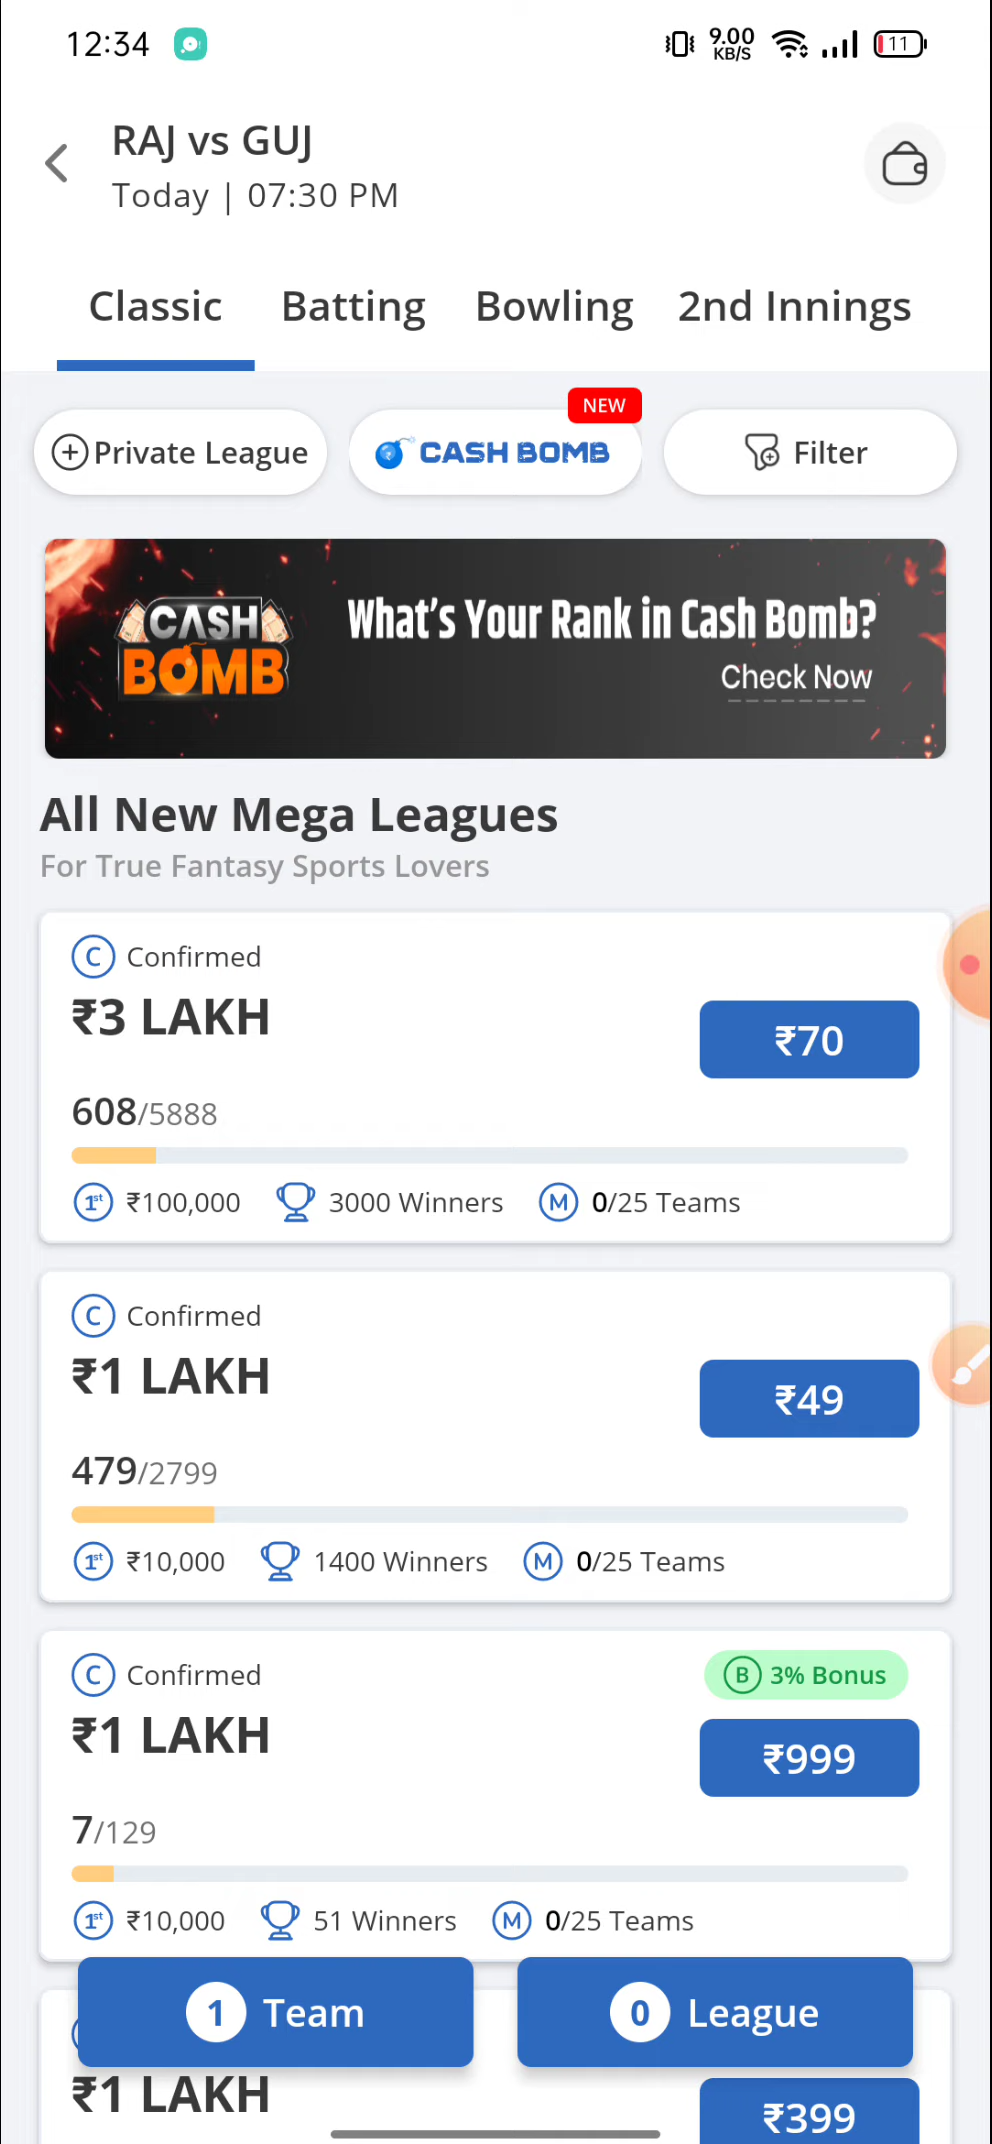 12:34
9.00
KB/S
11
RAJ vs GUJ
Today | 07:30 PM
Classic
Batting
Bowling
2nd Innings
NEW
Private League
CASH BOMB
Filter
CASH
BOMB
What's Your Rank in Cash Bomb?
Check Now
All New Mega Leagues
For True Fantasy Sports Lovers
C Confirmed
₹3 LAKH
₹70
608/5888
1st ₹100,000
3000 Winners
M 0/25 Teams
C Confirmed
₹1 LAKH
₹49
479/2799
1st ₹10,000
1400 Winners
M 0/25 Teams
C Confirmed
B 3% Bonus
₹1 LAKH
₹999
7/129
1st ₹10,000
51 Winners
M 0/25 Teams
1 Team
0 League
₹1 LAKH
₹399